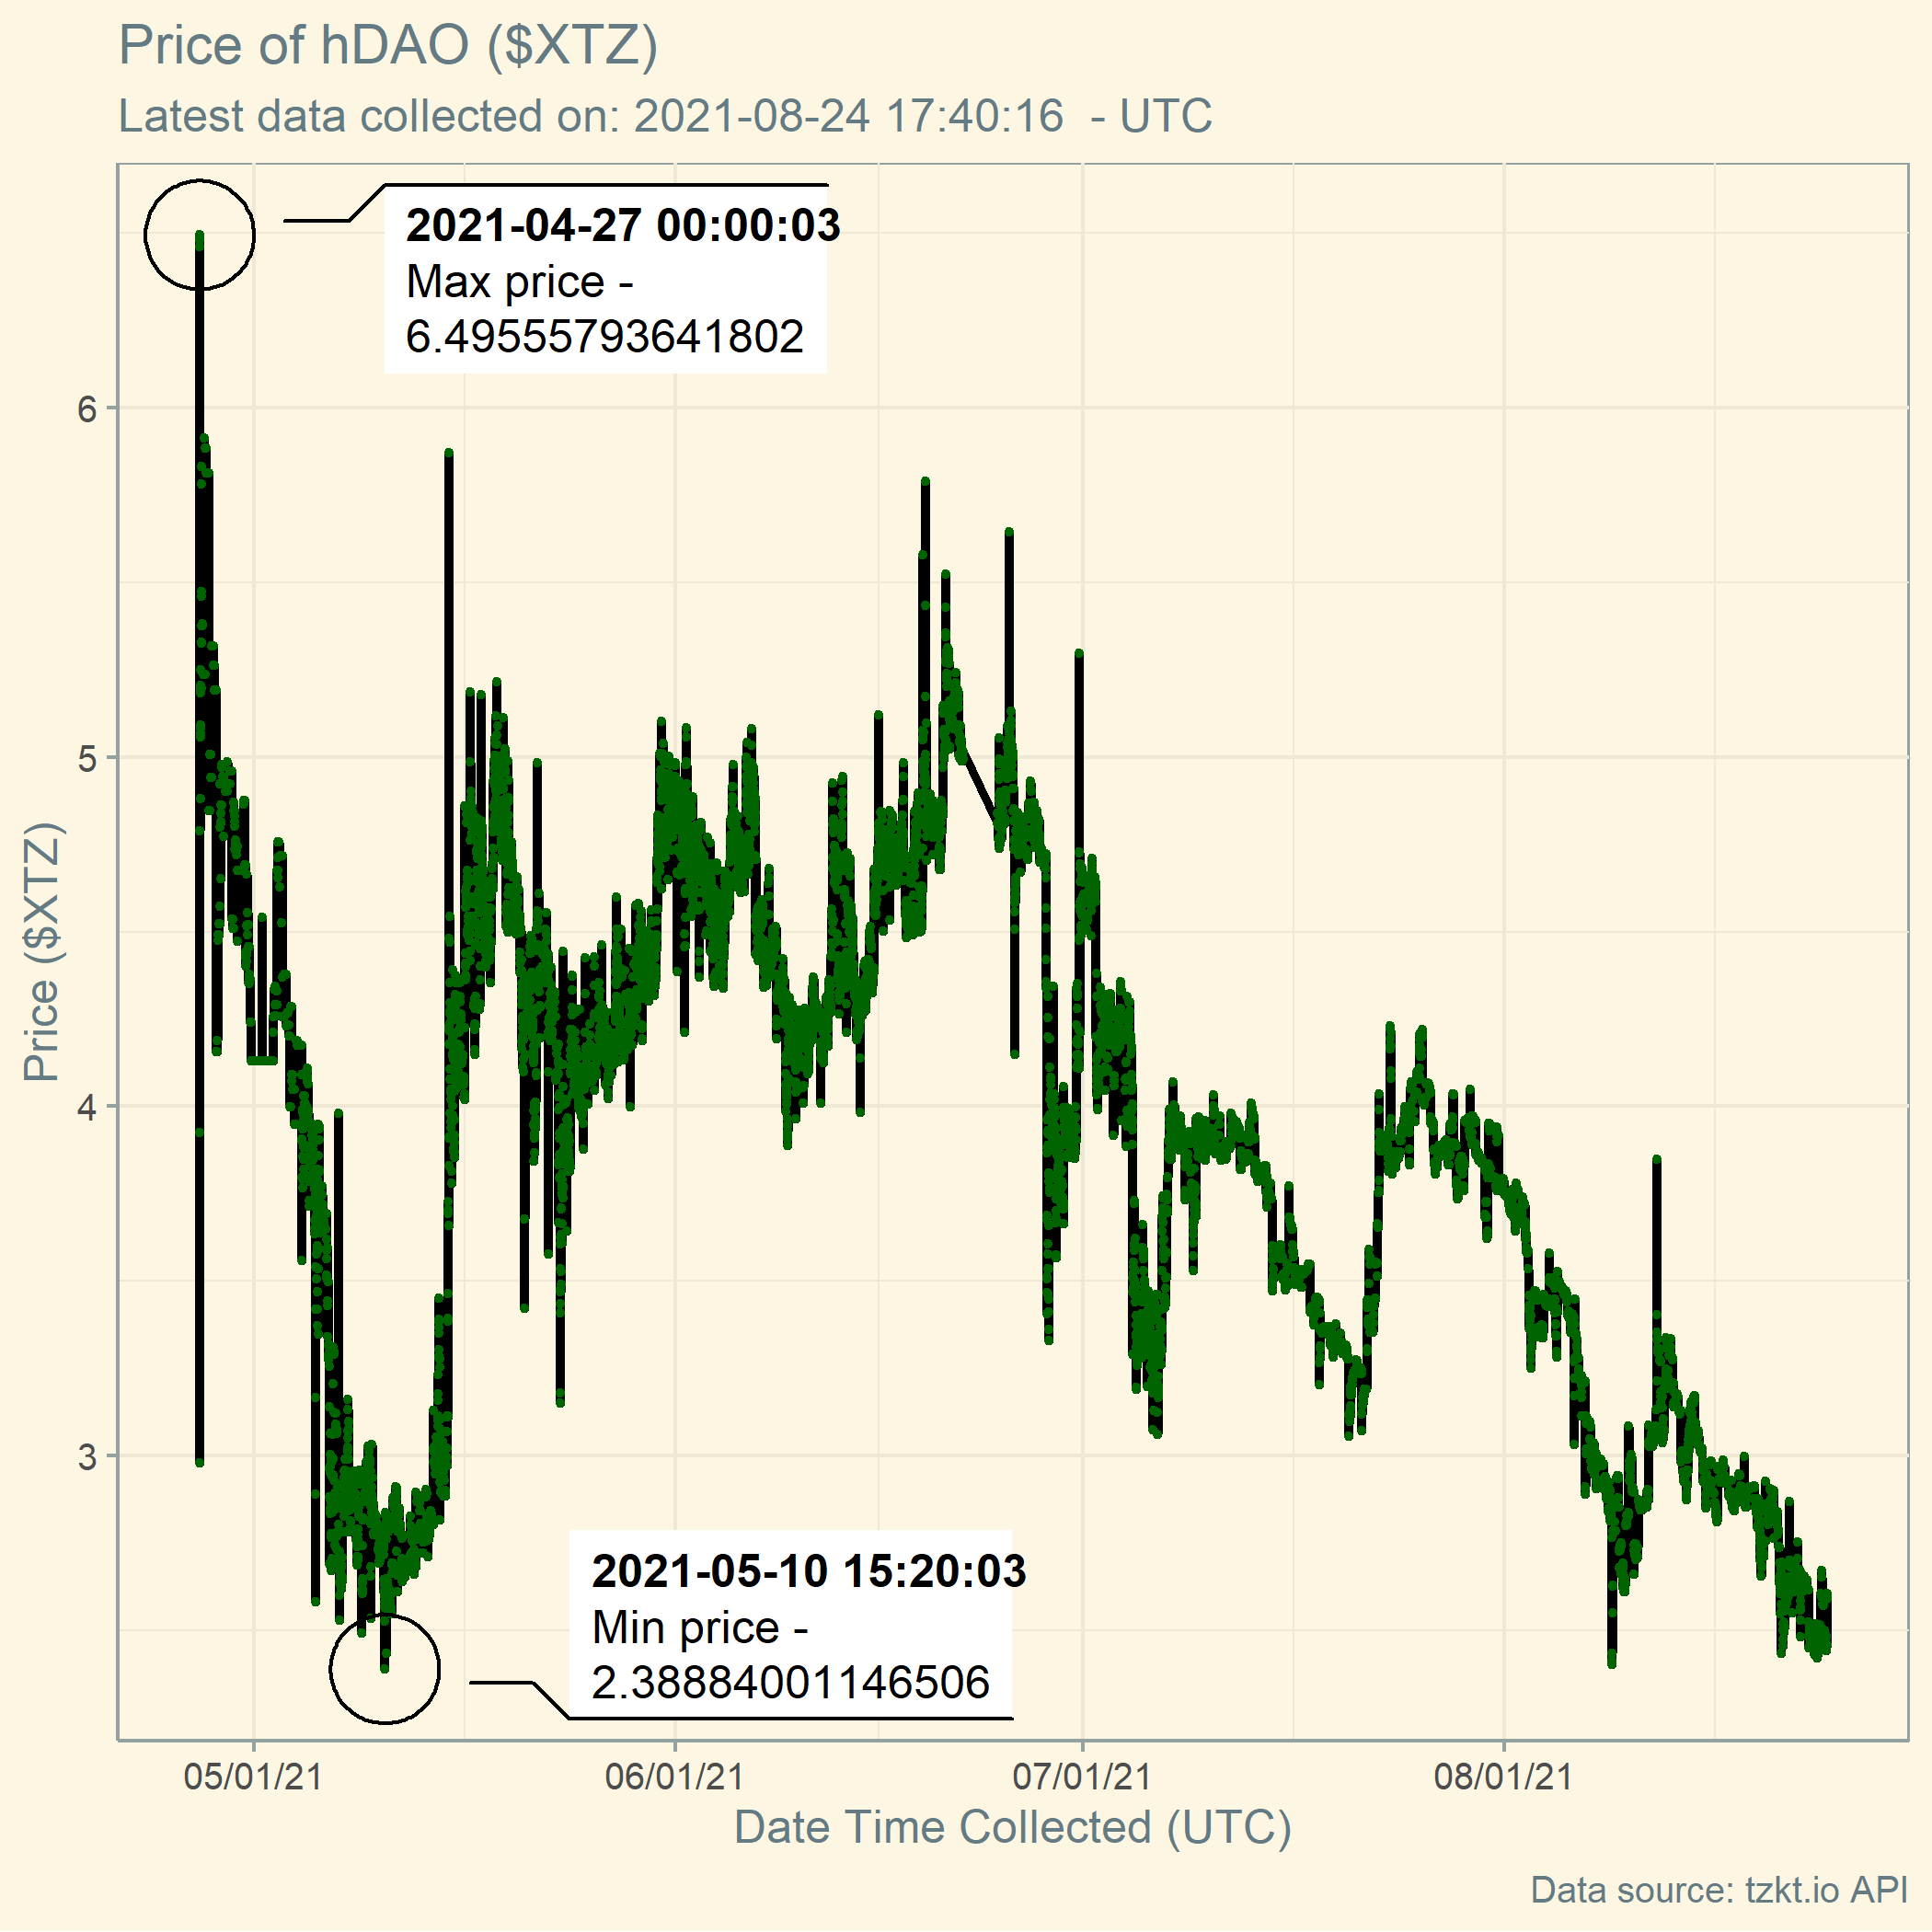 Price of hDAO ($XTZ)
Latest data collected on: 2021-08-24 17:40:16  - UTC
2021-04-27 00:00:03
Max price -
6.49555793641802
6
5
4
3
Price ($XTZ)
2021-05-10 15:20:03
Min price -
2.38884001146506
05/01/21
06/01/21
07/01/21
08/01/21
Date Time Collected (UTC)
Data source: tzkt.io API